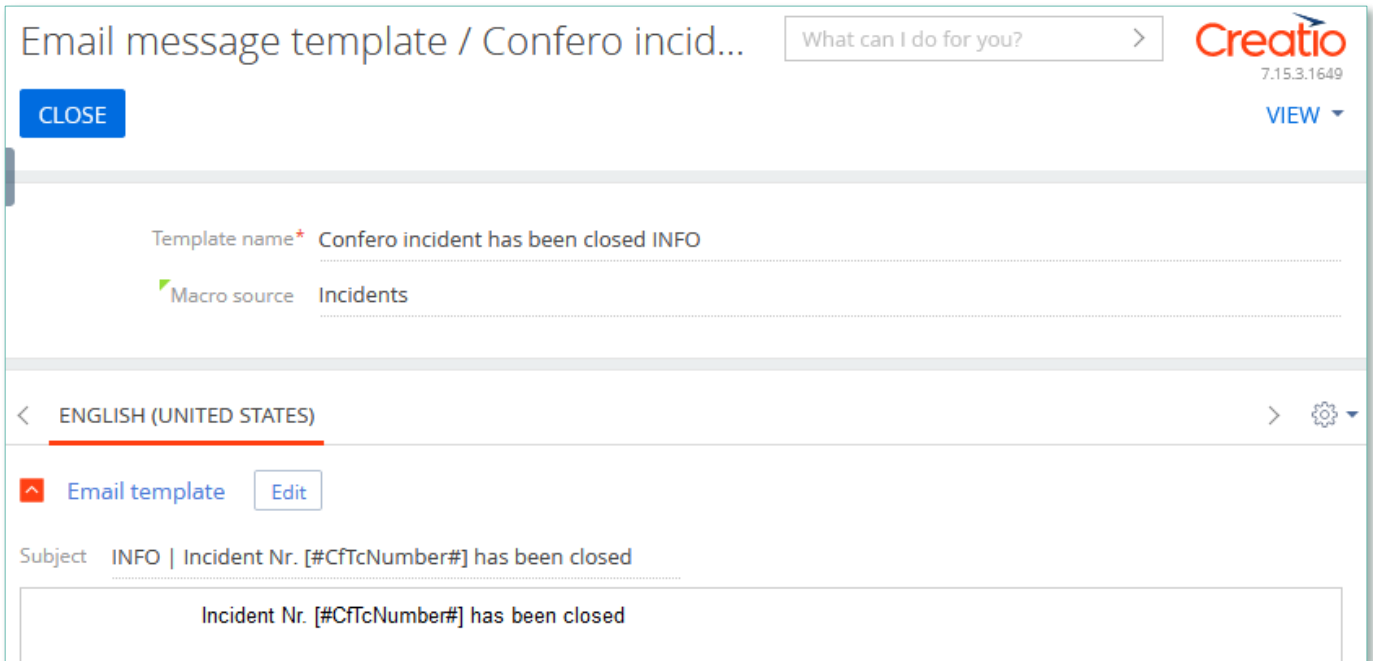 Email message template / Confero incid...
What can I do for you?
Creatio
7.15.3.1649
CLOSE
VIEW
Template name* Confero incident has been closed INFO
Macro source Incidents
ENGLISH (UNITED STATES)
Email template Edit
Subject INFO | Incident Nr. [#CfTcNumber#] has been closed
Incident Nr. [#CfTcNumber#] has been closed